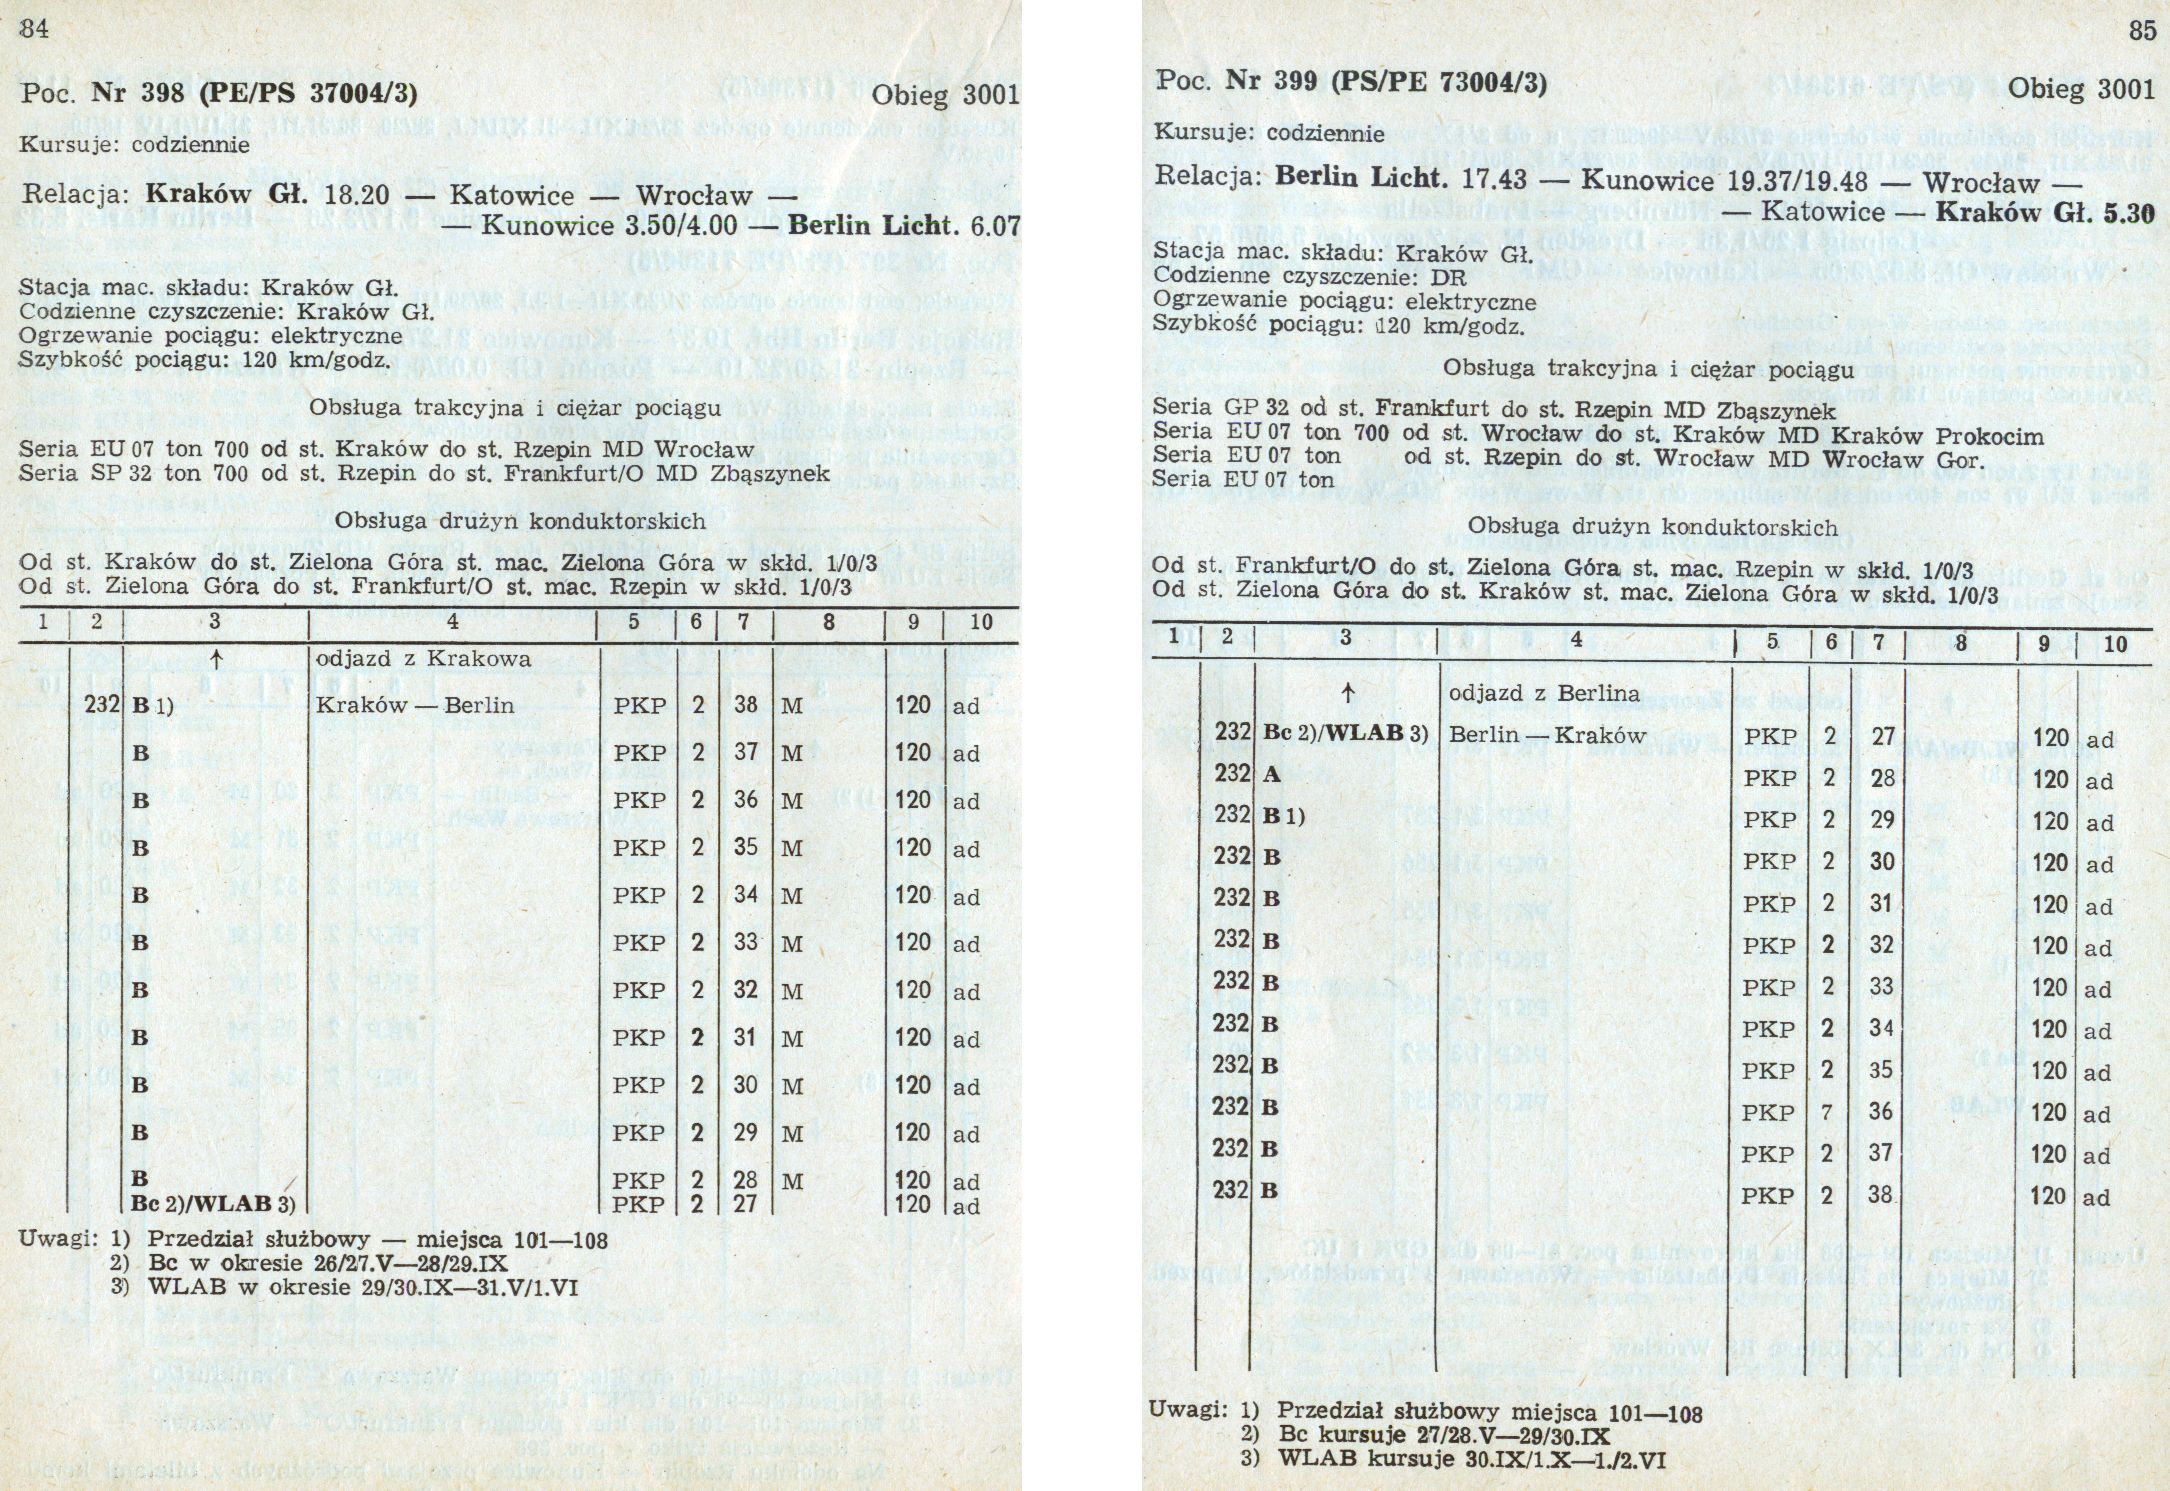 84
Poc. Nr 398 (PE/PS 37004/3) Obieg 3001
Kursuje: codziennie
Relacja: Kraków Gł. 18.20 — Katowice — Wrocław —
— Kunowice 3.50/4.00 — Berlin Licht. 6.07
Stacja mac. składu: Kraków Gł.
Codzienne czyszczenie: Kraków Gł.
Ogrzewanie pociągu: elektryczne
Szybkość pociągu: 120 km/godz.
Obsługa trakcyjna i ciężar pociągu
Seria EU 07 ton 700 od st. Kraków do st. Rzepin MD Wrocław
Seria SP 32 ton 700 od st. Rzepin do st. Frankfurt/O MD Zbąszynek
Obsługa drużyn konduktorskich
Od st. Kraków do st. Zielona Góra st. mac. Zielona Góra w skłd. 1/0/3
Od st. Zielona Góra do st. Frankfurt/O st. mac. Rzepin w skłd. 1/0/3
1 2 3 4 5 6 7 8 9 10
↑ odjazd z Krakowa
232 B 1) Kraków — Berlin PKP 2 38 M 120 ad
B PKP 2 37 M 120 ad
B PKP 2 36 M 120 ad
B PKP 2 35 M 120 ad
B PKP 2 34 M 120 ad
B PKP 2 33 M 120 ad
B PKP 2 32 M 120 ad
B PKP 2 31 M 120 ad
B PKP 2 30 M 120 ad
B PKP 2 29 M 120 ad
B PKP 2 28 M 120 ad
Bc 2)/WLAB 3) PKP 2 27 120 ad
Uwagi: 1) Przedział służbowy — miejsca 101—108
2) Bc w okresie 26/27.V—28/29.IX
3) WLAB w okresie 29/30.IX—31.V/1.VI
85
Poc. Nr 399 (PS/PE 73004/3) Obieg 3001
Kursuje: codziennie
Relacja: Berlin Licht. 17.43 — Kunowice 19.37/19.48 — Wrocław —
— Katowice — Kraków Gł. 5.30
Stacja mac. składu: Kraków Gł.
Codzienne czyszczenie: DR
Ogrzewanie pociągu: elektryczne
Szybkość pociągu: 120 km/godz.
Obsługa trakcyjna i ciężar pociągu
Seria GP 32 od st. Frankfurt do st. Rzepin MD Zbąszynek
Seria EU 07 ton 700 od st. Wrocław do st. Kraków MD Kraków Prokocim
Seria EU 07 ton od st. Rzepin do st. Wrocław MD Wrocław Gor.
Seria EU 07 ton
Obsługa drużyn konduktorskich
Od st. Frankfurt/O do st. Zielona Góra st. mac. Rzepin w skłd. 1/0/3
Od st. Zielona Góra do st. Kraków st. mac. Zielona Góra w skłd. 1/0/3
1 2 3 4 5 6 7 8 9 10
↑ odjazd z Berlina
232 Bc 2)/WLAB 3) Berlin — Kraków PKP 2 27 120 ad
232 A PKP 2 28 120 ad
232 B 1) PKP 2 29 120 ad
232 B PKP 2 30 120 ad
232 B PKP 2 31 120 ad
232 B PKP 2 32 120 ad
232 B PKP 2 33 120 ad
232 B PKP 2 34 120 ad
232 B PKP 2 35 120 ad
232 B PKP 7 36 120 ad
232 B PKP 2 37 120 ad
232 B PKP 2 38 120 ad
Uwagi: 1) Przedział służbowy miejsca 101—108
2) Bc kursuje 27/28.V—29/30.IX
3) WLAB kursuje 30.IX/1.X—1./2.VI